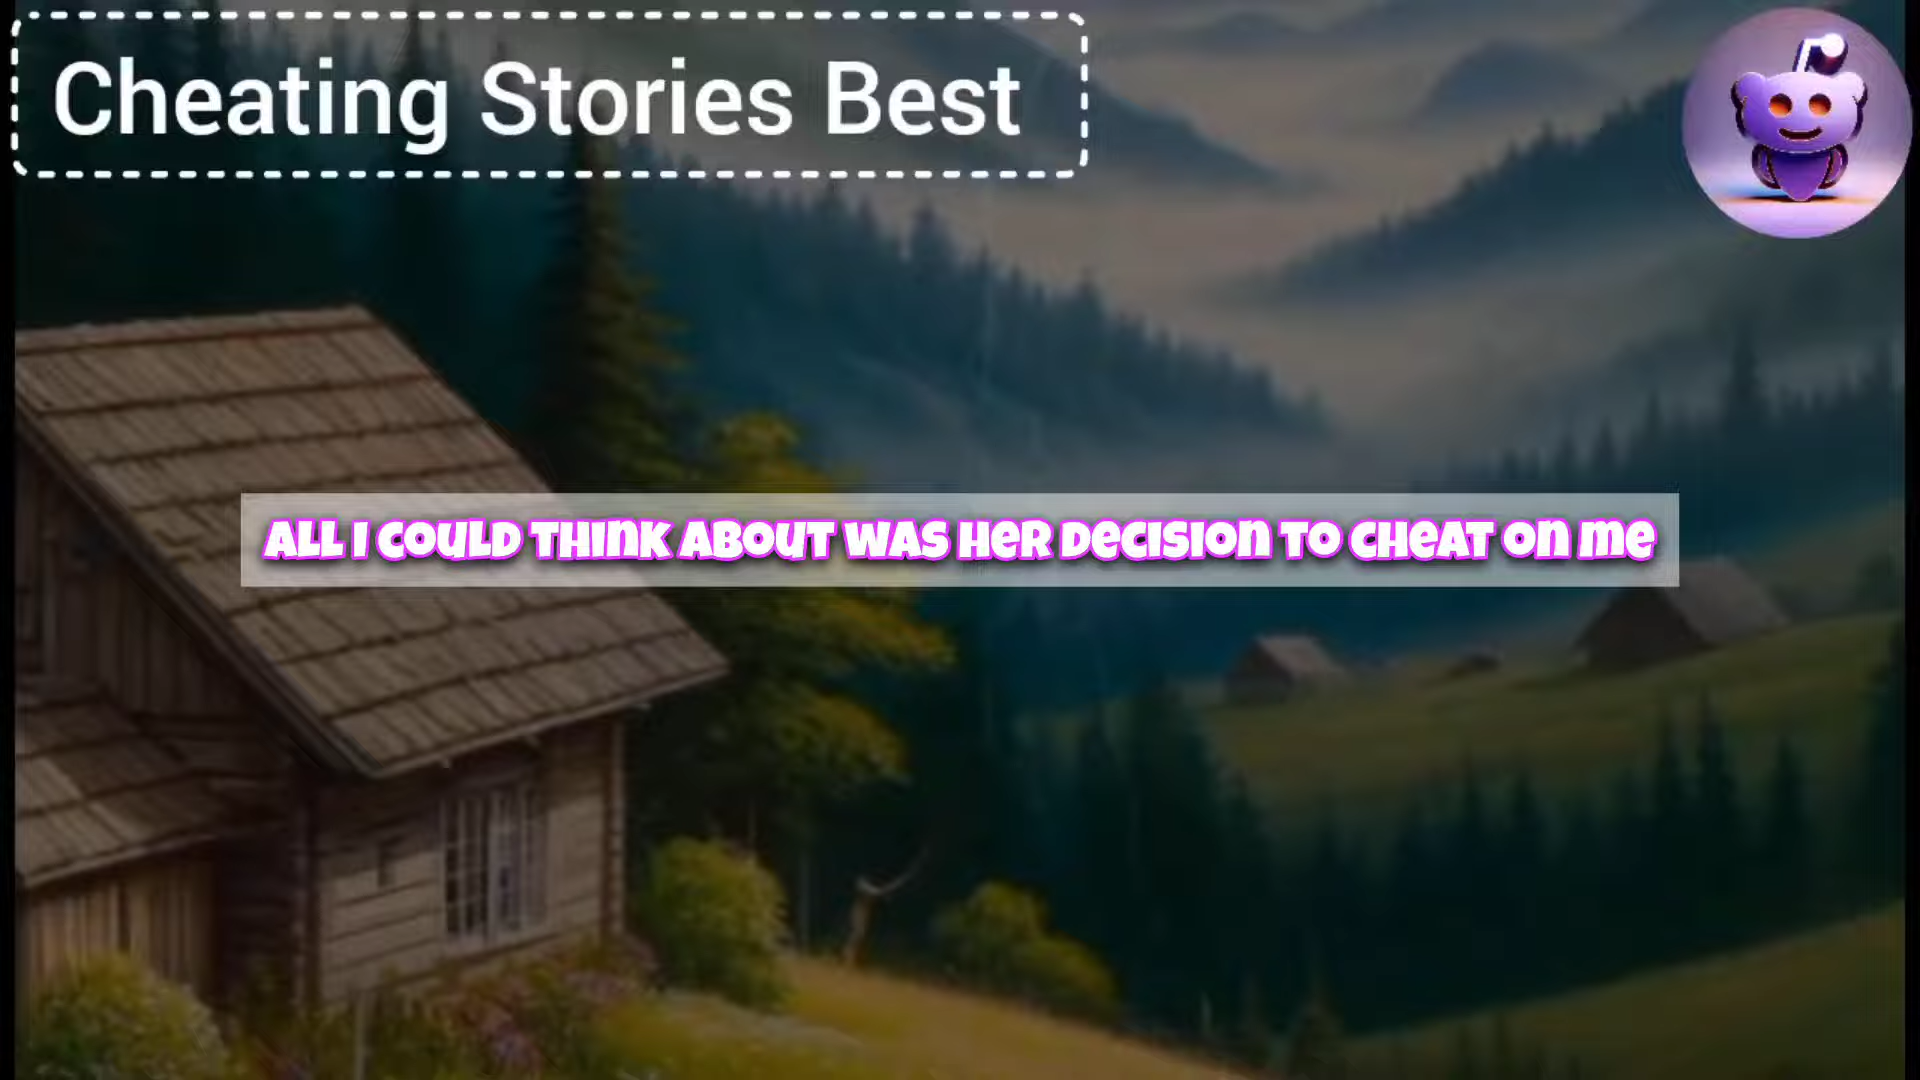 Cheating Stories Best
ALL I COULD THINK ABOUT WAS HER DECISION TO CHEAT ON ME